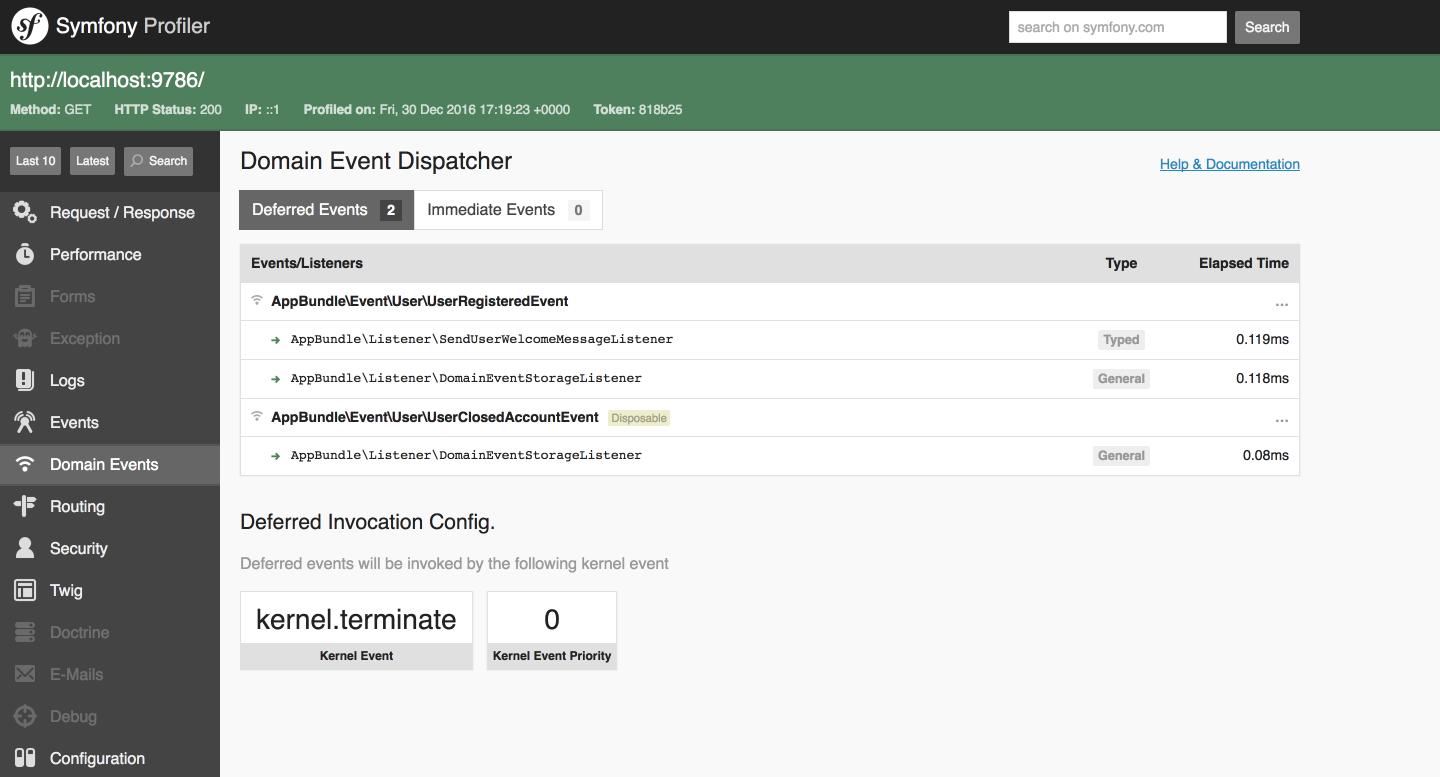 sf Symfony Profiler
search on symfony.com Search
http://localhost:9786/
Method: GET HTTP Status: 200 IP: ::1 Profiled on: Fri, 30 Dec 2016 17:19:23 +0000 Token: 818b25
Last 10 Latest Search
Request / Response
Performance
Forms
Exception
Logs
Events
Domain Events
Routing
Security
Twig
Doctrine
E-Mails
Debug
Configuration
Domain Event Dispatcher
Help & Documentation
Deferred Events 2 Immediate Events 0
Events/Listeners Type Elapsed Time
AppBundle\Event\User\UserRegisteredEvent ...
AppBundle\Listener\SendUserWelcomeMessageListener Typed 0.119ms
AppBundle\Listener\DomainEventStorageListener General 0.118ms
AppBundle\Event\User\UserClosedAccountEvent Disposable ...
AppBundle\Listener\DomainEventStorageListener General 0.08ms
Deferred Invocation Config.
Deferred events will be invoked by the following kernel event
kernel.terminate 0
Kernel Event Kernel Event Priority